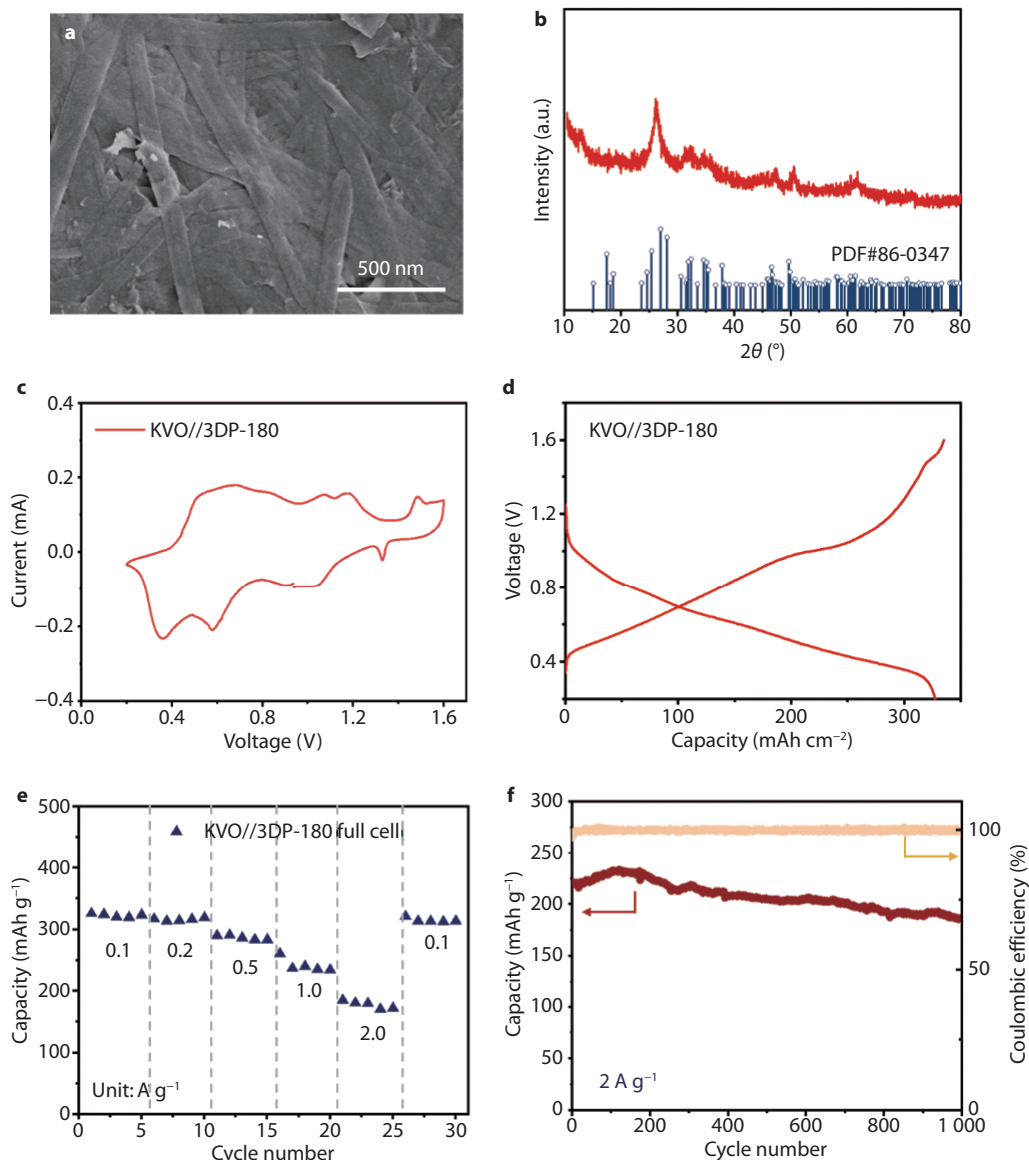 a
500 nm
b
Intensity (a.u.)
PDF#86-0347
10 20 30 40 50 60 70 80
2θ (°)
c
KVO//3DP-180
Current (mA)
0.4
0.2
0.0
−0.2
−0.4
0.0 0.4 0.8 1.2 1.6
Voltage (V)
d
KVO//3DP-180
Voltage (V)
1.6
1.2
0.8
0.4
0 100 200 300
Capacity (mAh cm⁻²)
e
KVO//3DP-180 full cell
Capacity (mAh g⁻¹)
500
400
300
200
100
0
0.1 0.2 0.5 1.0 2.0 0.1
Unit: A g⁻¹
0 5 10 15 20 25 30
Cycle number
f
Capacity (mAh g⁻¹)
300
275
250
225
200
175
150
125
100
75
50
25
0
2 A g⁻¹
100
50
0
Coulombic efficiency (%)
0 200 400 600 800 1 000
Cycle number